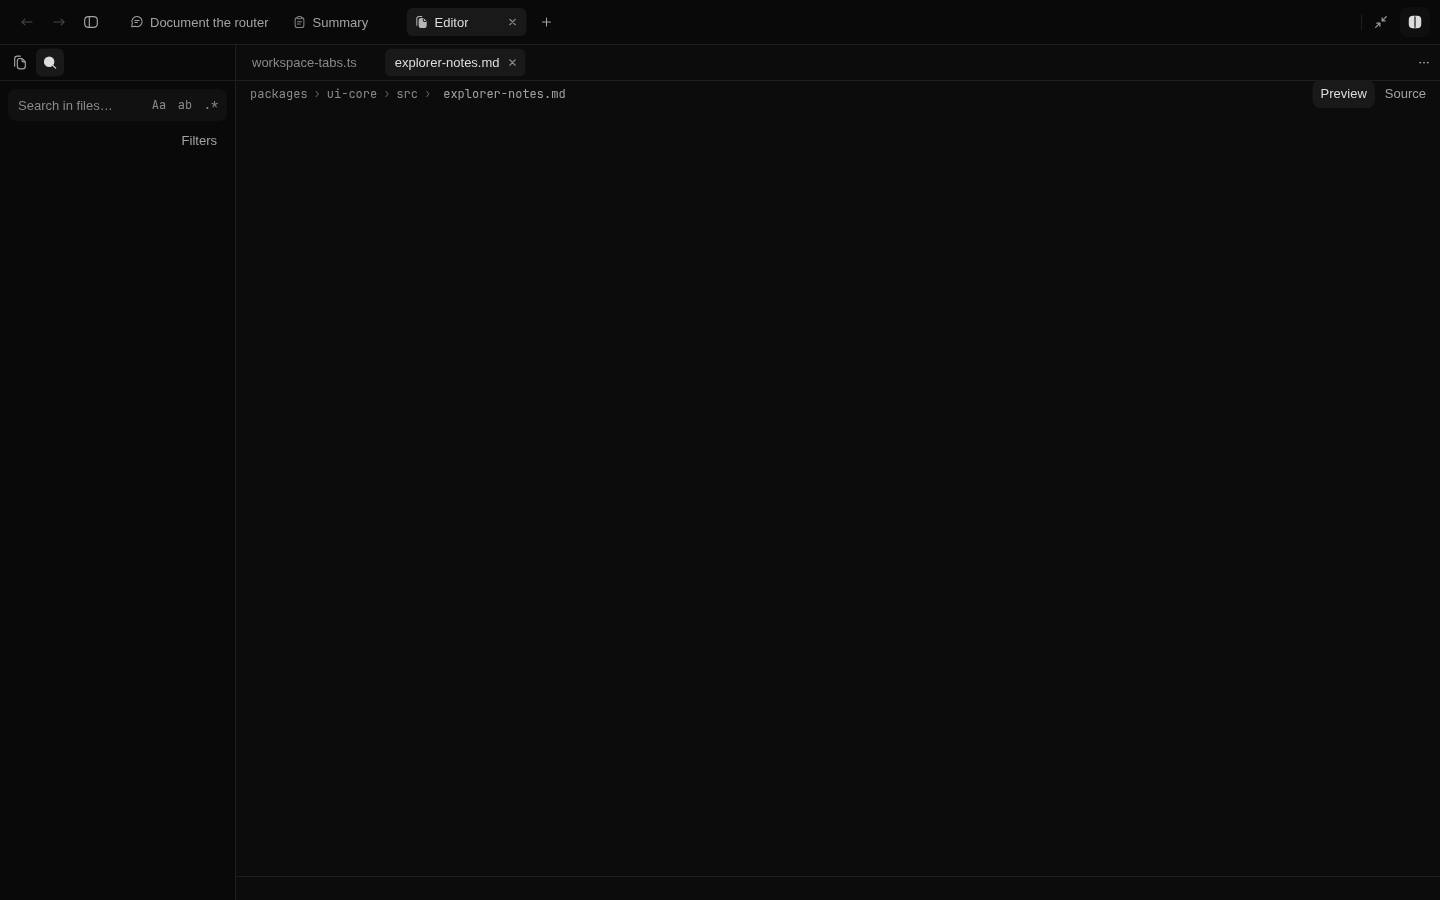 Document the router
Summary
Editor
workspace-tabs.ts
explorer-notes.md
Search in files…
Aa
ab
.*
packages › ui-core › src › explorer-notes.md
Preview
Source
Filters